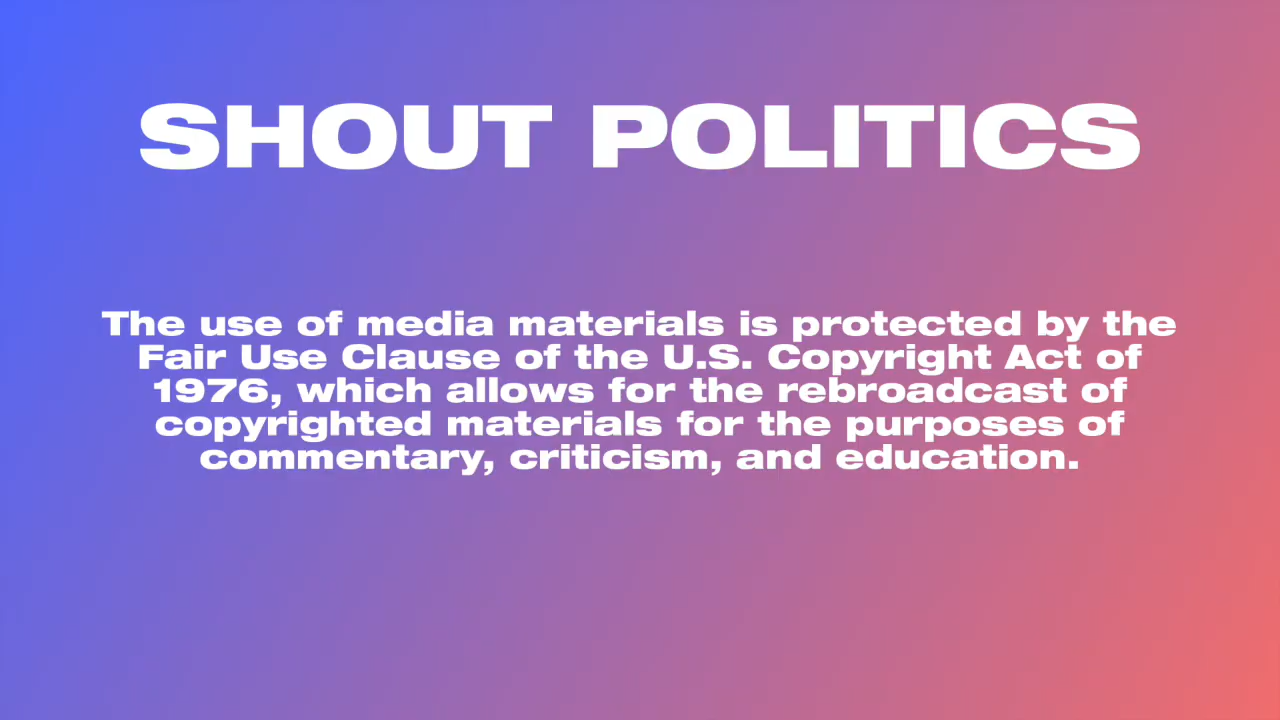 SHOUT POLITICS
The use of media materials is protected by the
Fair Use Clause of the U.S. Copyright Act of
1976, which allows for the rebroadcast of
copyrighted materials for the purposes of
commentary, criticism, and education.